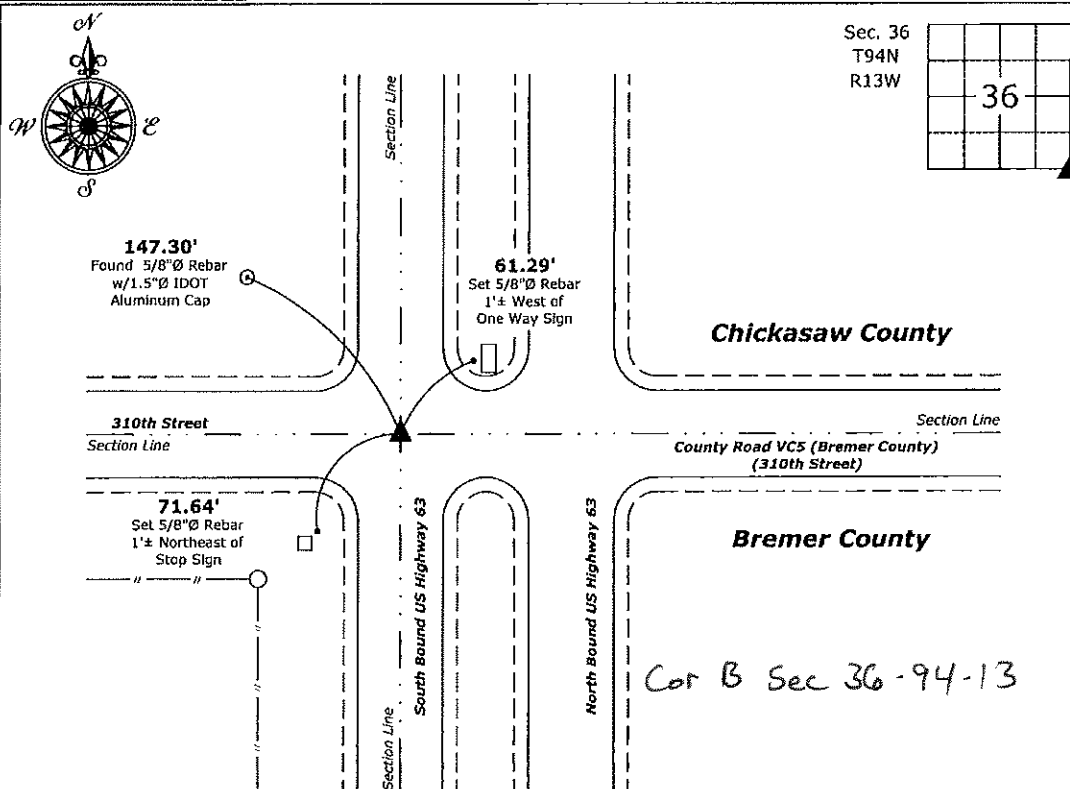 N
W
E
S
Sec. 36
T94N
R13W
36
Section Line
147.30'
Found 5/8"Ø Rebar
w/1.5"Ø IDOT
Aluminum Cap
61.29'
Set 5/8"Ø Rebar
1'± West of
One Way Sign
Chickasaw County
310th Street
Section Line
Section Line
County Road VC5 (Bremer County)
(310th Street)
71.64'
Set 5/8"Ø Rebar
1'± Northeast of
Stop Sign
South Bound US Highway 63
North Bound US Highway 63
Bremer County
Cor B Sec 36-94-13
Section Line